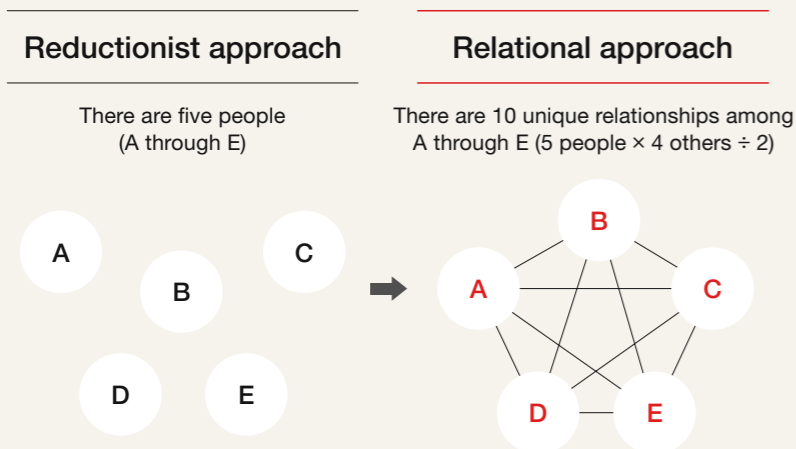 Reductionist approach
There are five people
(A through E)
A
B
C
D
E
Relational approach
There are 10 unique relationships among
A through E (5 people × 4 others ÷ 2)
B
A
C
D
E